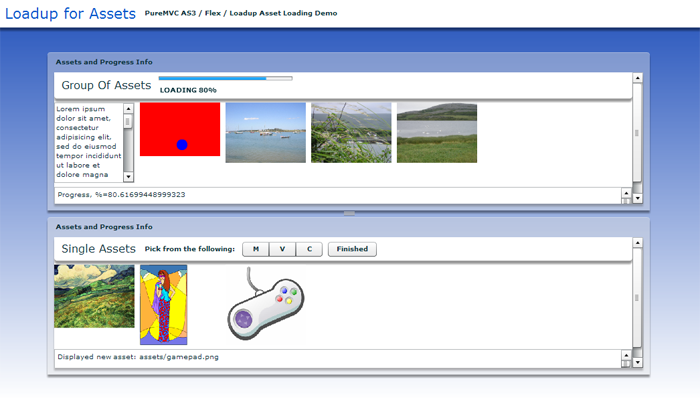 Loadup for Assets PureMVC AS3 / Flex / Loadup Asset Loading Demo
Assets and Progress Info
Group Of Assets
LOADING 80%
Lorem ipsum
dolor sit amet,
consectetur
adipisicing elit,
sed do eiusmod
tempor incididunt
ut labore et
dolore magna
Progress, %=80.61699448999323
Assets and Progress Info
Single Assets Pick from the following: M V C Finished
Displayed new asset: assets/gamepad.png